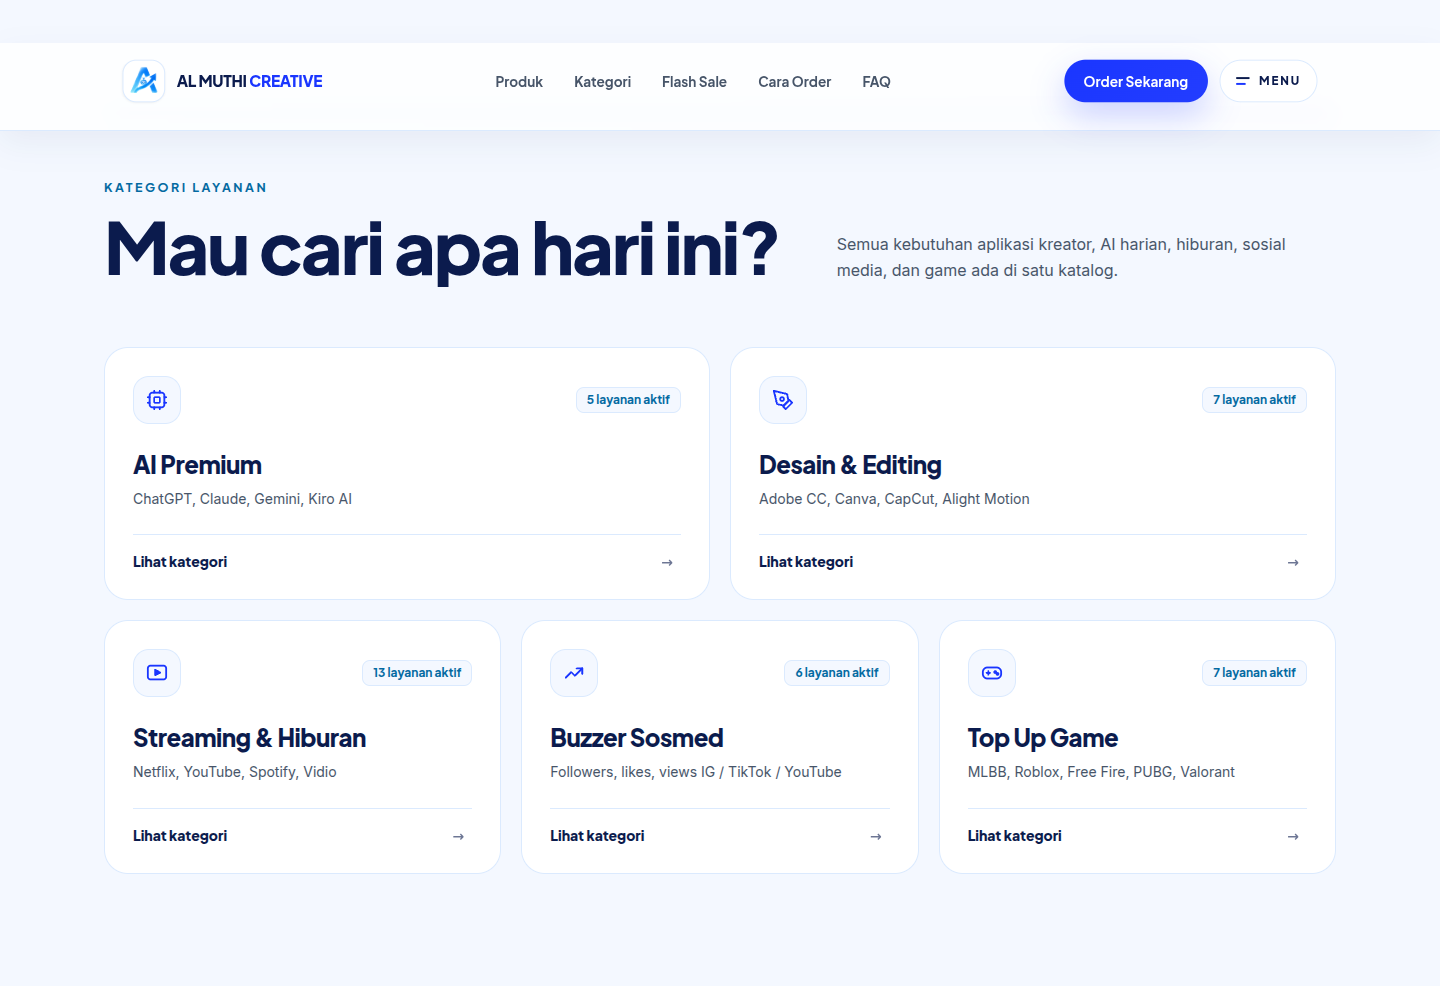 AL MUTHI CREATIVE
Produk
Kategori
Flash Sale
Cara Order
FAQ
Order Sekarang
MENU
KATEGORI LAYANAN
Mau cari apa hari ini?
Semua kebutuhan aplikasi kreator, AI harian, hiburan, sosial
media, dan game ada di satu katalog.
5 layanan aktif
AI Premium
ChatGPT, Claude, Gemini, Kiro AI
Lihat kategori →
7 layanan aktif
Desain & Editing
Adobe CC, Canva, CapCut, Alight Motion
Lihat kategori →
13 layanan aktif
Streaming & Hiburan
Netflix, YouTube, Spotify, Vidio
Lihat kategori →
6 layanan aktif
Buzzer Sosmed
Followers, likes, views IG / TikTok / YouTube
Lihat kategori →
7 layanan aktif
Top Up Game
MLBB, Roblox, Free Fire, PUBG, Valorant
Lihat kategori →